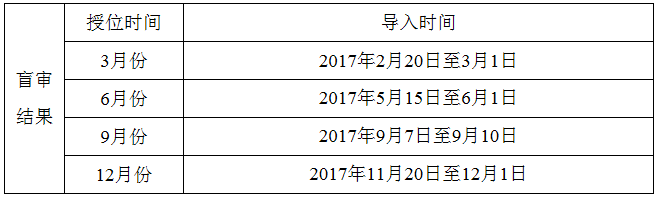 盲审
结果
授位时间 导入时间
3月份 2017年2月20日至3月1日
6月份 2017年5月15日至6月1日
9月份 2017年9月7日至9月10日
12月份 2017年11月20日至12月1日